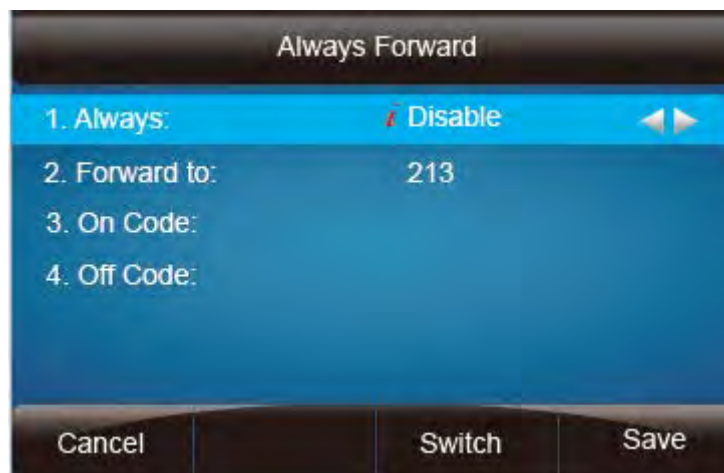 Always Forward
1. Always: i Disable
2. Forward to: 213
3. On Code:
4. Off Code:
Cancel Switch Save